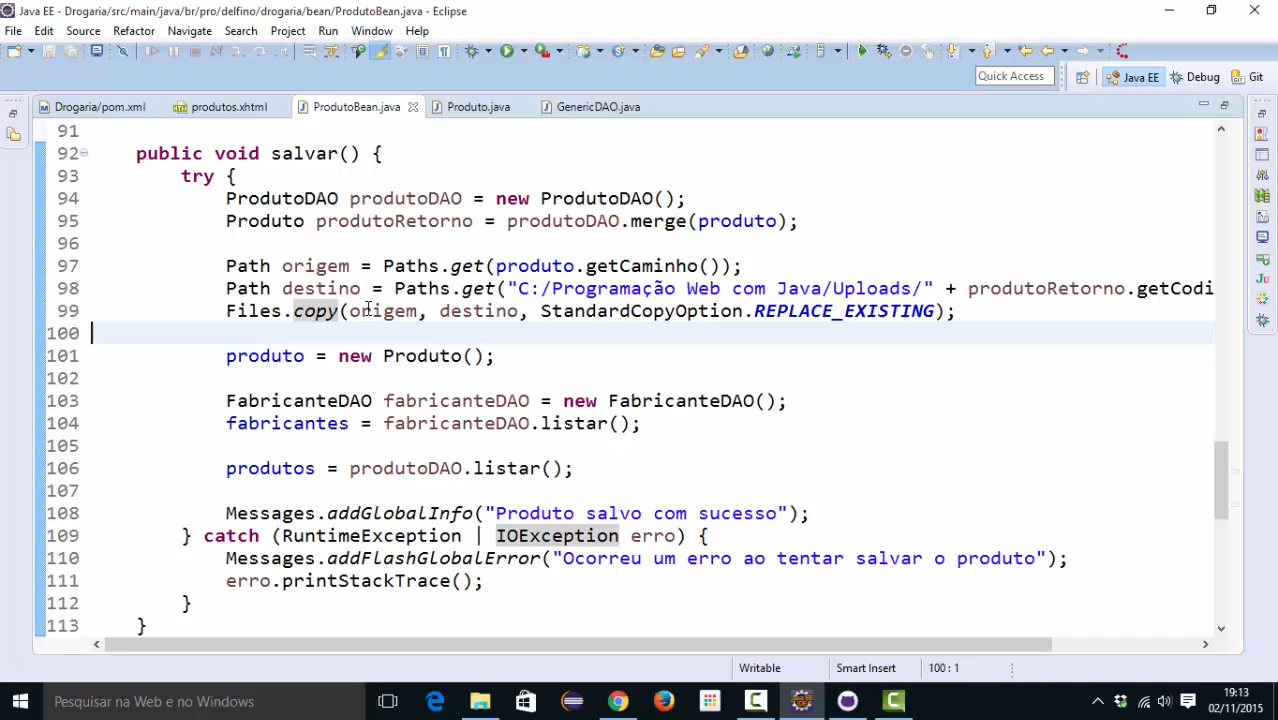 Java EE - Drogaria/src/main/java/br/pro/delfino/drogaria/bean/ProdutoBean.java - Eclipse
File Edit Source Refactor Navigate Search Project Run Window Help
Quick Access Java EE Debug Git
Drogaria/pom.xml produtos.xhtml ProdutoBean.java Produto.java GenericDAO.java
91
92 public void salvar() {
93 try {
94 ProdutoDAO produtoDAO = new ProdutoDAO();
95 Produto produtoRetorno = produtoDAO.merge(produto);
96
97 Path origem = Paths.get(produto.getCaminho());
98 Path destino = Paths.get("C:/Programação Web com Java/Uploads/" + produtoRetorno.getCodi
99 Files.copy(origem, destino, StandardCopyOption.REPLACE_EXISTING);
100
101 produto = new Produto();
102
103 FabricanteDAO fabricanteDAO = new FabricanteDAO();
104 fabricantes = fabricanteDAO.listar();
105
106 produtos = produtoDAO.listar();
107
108 Messages.addGlobalInfo("Produto salvo com sucesso");
109 } catch (RuntimeException | IOException erro) {
110 Messages.addFlashGlobalError("Ocorreu um erro ao tentar salvar o produto");
111 erro.printStackTrace();
112 }
113 }
Writable Smart Insert 100 : 1
Pesquisar na Web e no Windows
19:13
02/11/2015